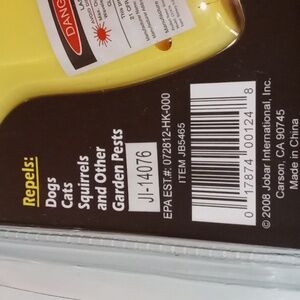 DANG
Repels:
Dogs
Cats
Squirrels
and Other
Garden Pests
JI-14076
EPA EST.#: 072812-HK-000
ITEM #JB5465
0 17874 00124 8
© 2008 Jobar International, Inc.
Carson, CA 90745
Made in China